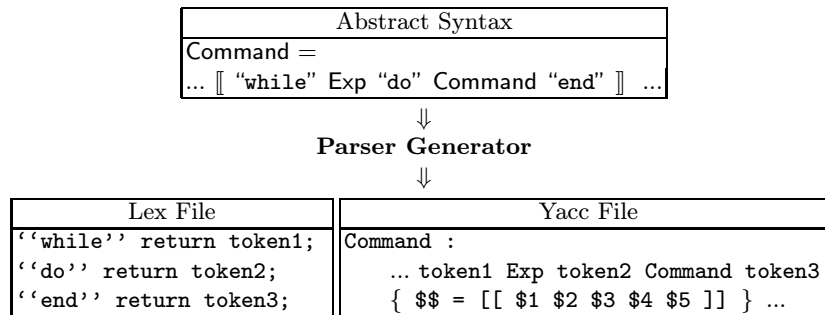 Abstract Syntax
Command =
... ⟦ “while” Exp “do” Command “end” ⟧ ...
⇓
Parser Generator
⇓
Lex File
‘‘while’’ return token1;
‘‘do’’ return token2;
‘‘end’’ return token3;
Yacc File
Command :
... token1 Exp token2 Command token3
{ $$ = [[ $1 $2 $3 $4 $5 ]] } ...